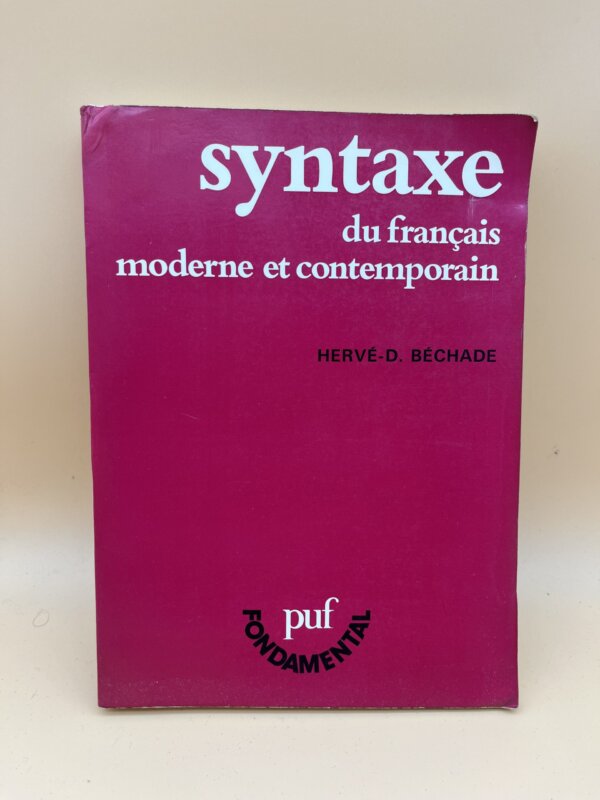 syntaxe
du français
moderne et contemporain
HERVÉ-D. BÉCHADE
puf
FONDAMENTAL